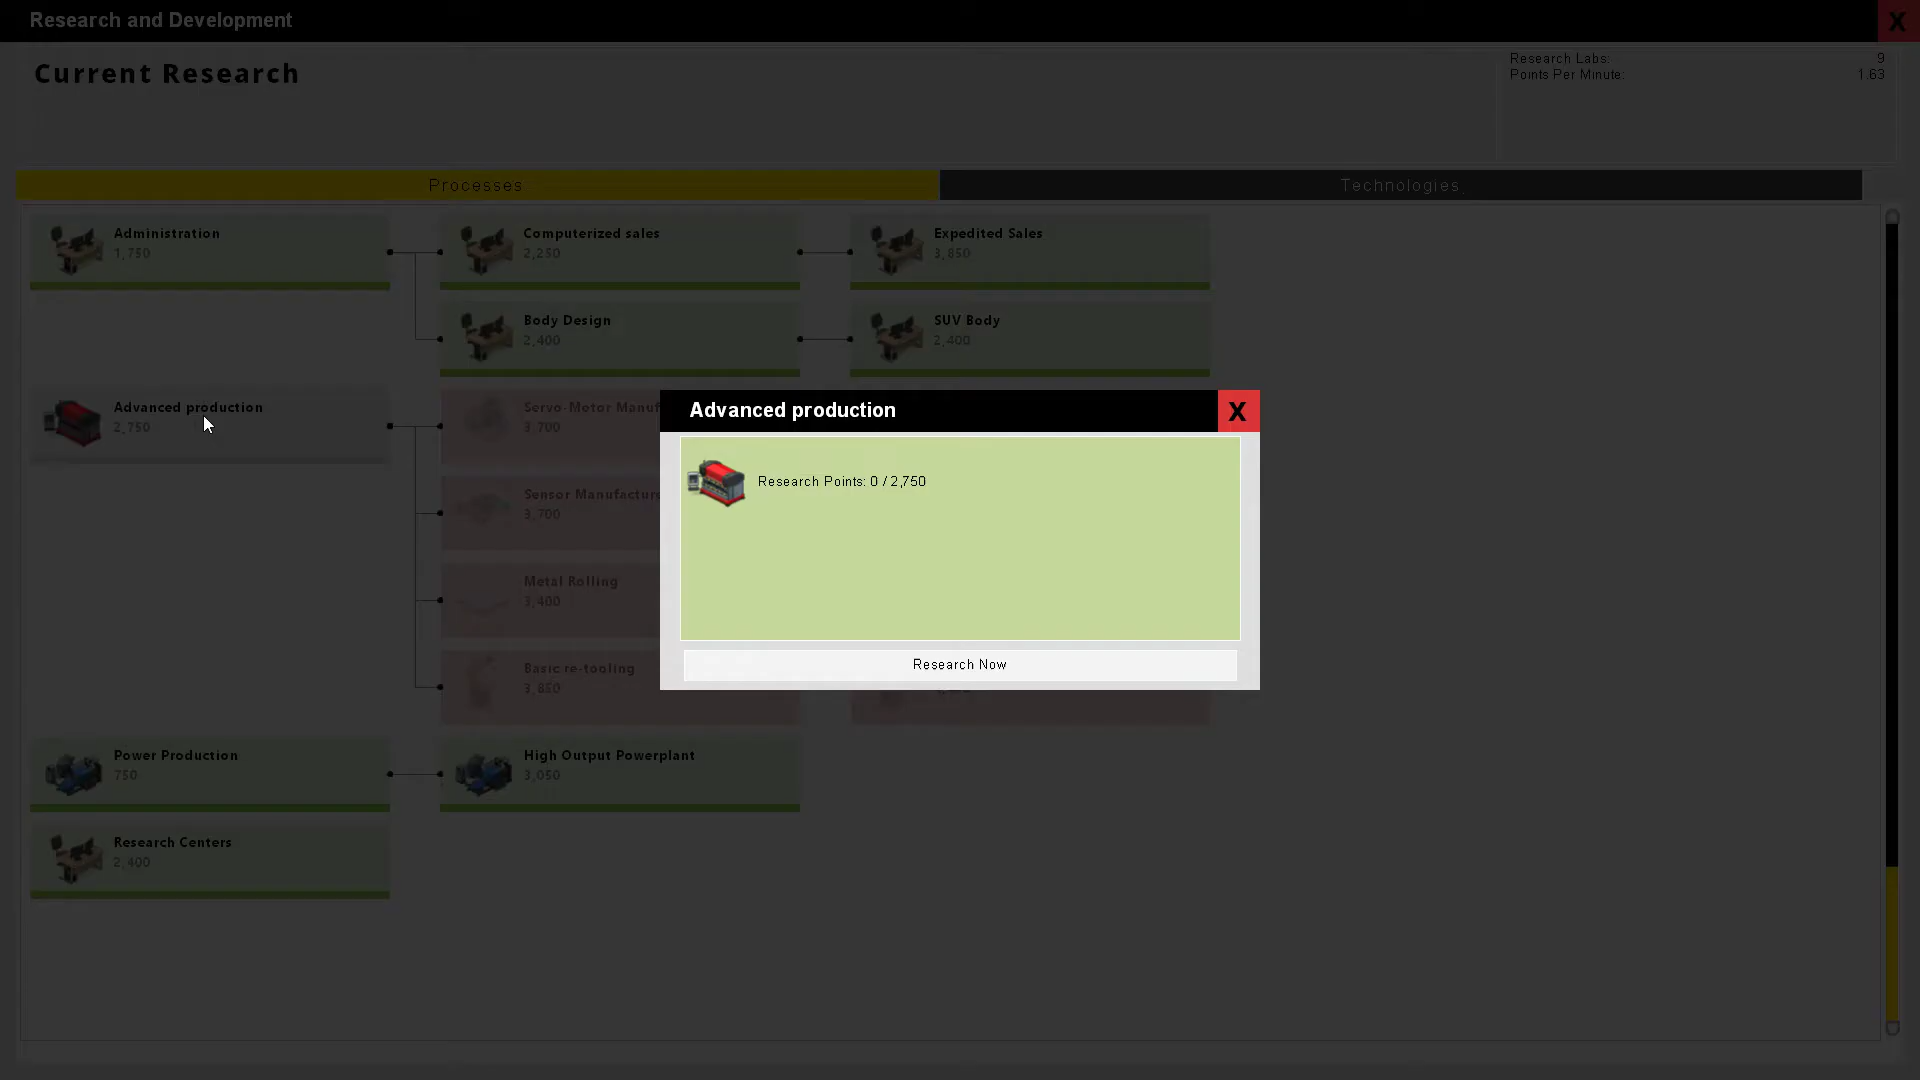 Research and Development
X
Current Research
Research Labs: 9
Points Per Minute: 1.63
Processes
Technologies
Administration
1,750
Computerized sales
2,250
Expedited Sales
3,850
Body Design
2,400
SUV Body
2,400
Advanced production
2,750
Servo-Motor Manuf
3,700
Sensor Manufacture
3,700
Metal Rolling
3,400
Basic re-tooling
3,850
Advanced production
X
Research Points: 0 / 2,750
Research Now
Power Production
750
High Output Powerplant
3,050
Research Centers
2,400